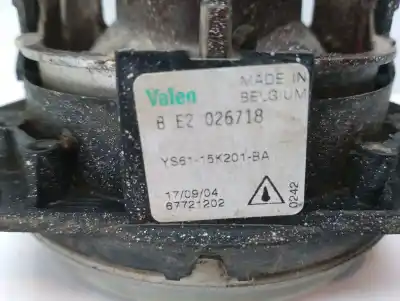 Valeo
MADE IN
BELGIUM
B E2 026718
YS61-15K201-BA
17/09/04
67721202
0242